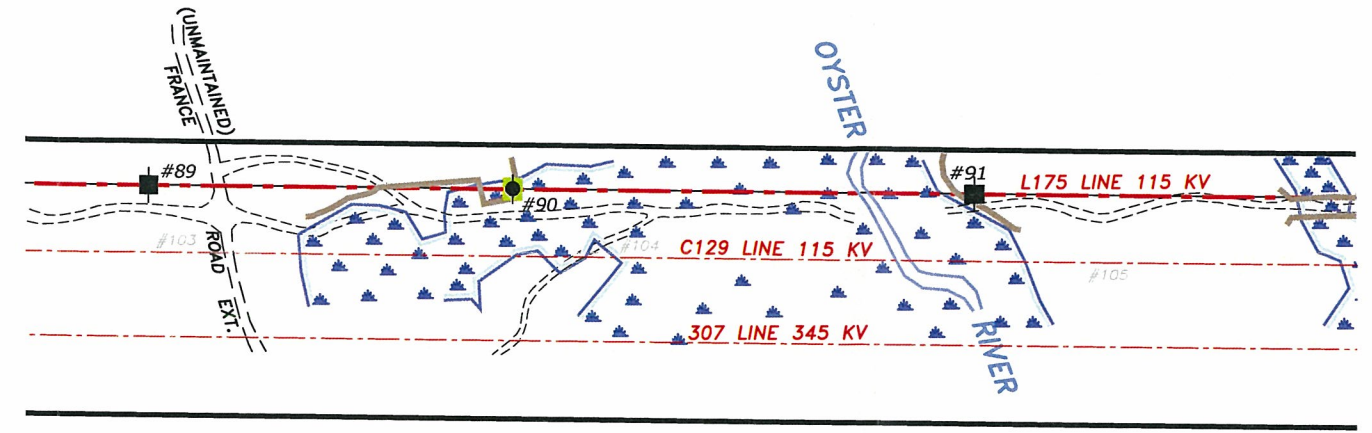 (UNMAINTAINED)
FRANCE
ROAD EXT.
OYSTER
RIVER
#89
#90
#91
L175 LINE 115 KV
#103
#104
C129 LINE 115 KV
#105
307 LINE 345 KV